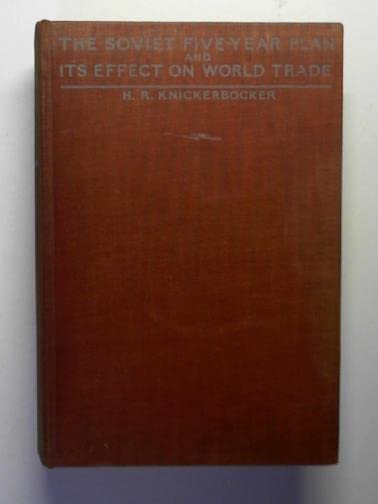 THE SOVIET FIVE-YEAR PLAN
AND
ITS EFFECT ON WORLD TRADE
H. R. KNICKERBOCKER